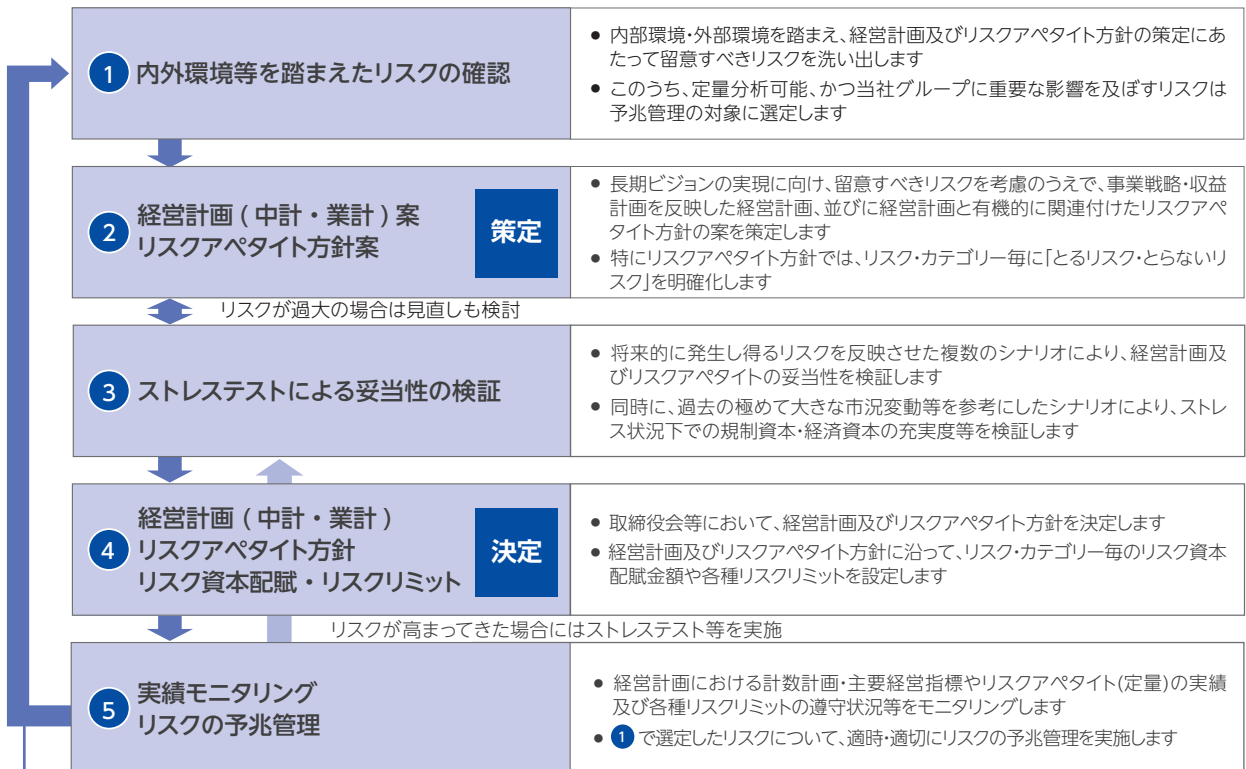 1 内外環境等を踏まえたリスクの確認
● 内部環境・外部環境を踏まえ、経営計画及びリスクアペタイト方針の策定にあ
たって留意すべきリスクを洗い出します
● このうち、定量分析可能、かつ当社グループに重要な影響を及ぼすリスクは
予兆管理の対象に選定します
2 経営計画 ( 中計・業計 ) 案
リスクアペタイト方針案
策定
● 長期ビジョンの実現に向け、留意すべきリスクを考慮のうえで、事業戦略・収益
計画を反映した経営計画、並びに経営計画と有機的に関連付けたリスクアペ
タイト方針の案を策定します
● 特にリスクアペタイト方針では、リスク・カテゴリー毎に「とるリスク・とらないリ
スク」を明確化します
リスクが過大の場合は見直しも検討
3 ストレステストによる妥当性の検証
● 将来的に発生し得るリスクを反映させた複数のシナリオにより、経営計画及
びリスクアペタイトの妥当性を検証します
● 同時に、過去の極めて大きな市況変動等を参考にしたシナリオにより、ストレ
ス状況下での規制資本・経済資本の充実度等を検証します
4 経営計画 ( 中計・業計 )
リスクアペタイト方針
リスク資本配賦・リスクリミット
決定
● 取締役会等において、経営計画及びリスクアペタイト方針を決定します
● 経営計画及びリスクアペタイト方針に沿って、リスク・カテゴリー毎のリスク資本
配賦金額や各種リスクリミットを設定します
リスクが高まってきた場合にはストレステスト等を実施
5 実績モニタリング
リスクの予兆管理
● 経営計画における計数計画・主要経営指標やリスクアペタイト(定量)の実績
及び各種リスクリミットの遵守状況等をモニタリングします
● 1 で選定したリスクについて、適時・適切にリスクの予兆管理を実施します